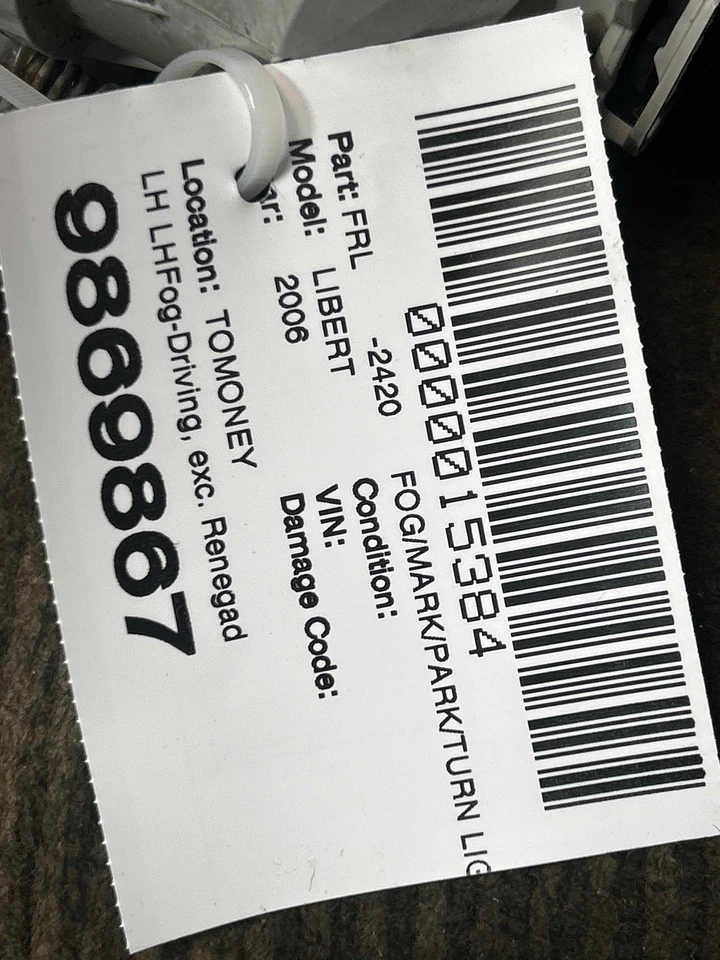 0000015384
Part: FRL -2420 FOG/MARK/PARK/TURN LIG
Model: LIBERT Condition:
2006 VIN:
Damage Code:
Location: TOMONEY
LH LHFog-Driving, exc. Renegad
9869867